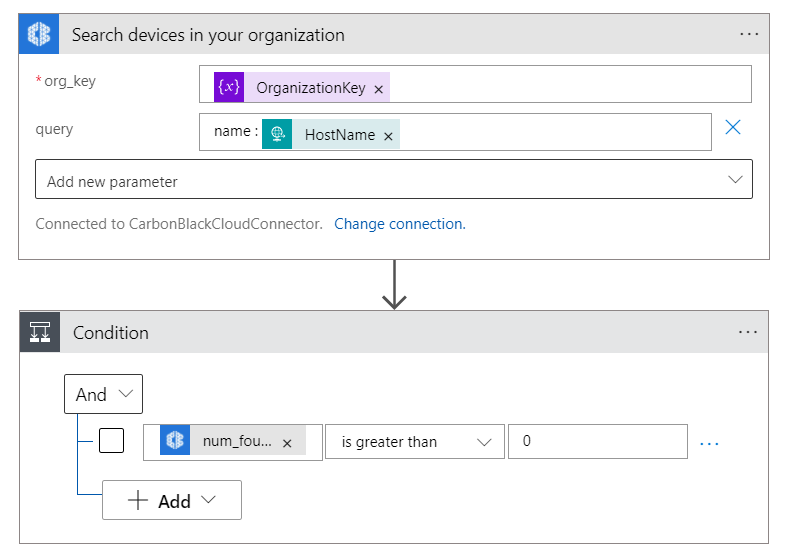 Search devices in your organization ...
* org_key {x} OrganizationKey ×
query name : HostName ×
Add new parameter
Connected to CarbonBlackCloudConnector. Change connection.
Condition ...
And
num_fou... × is greater than 0 ...
+ Add